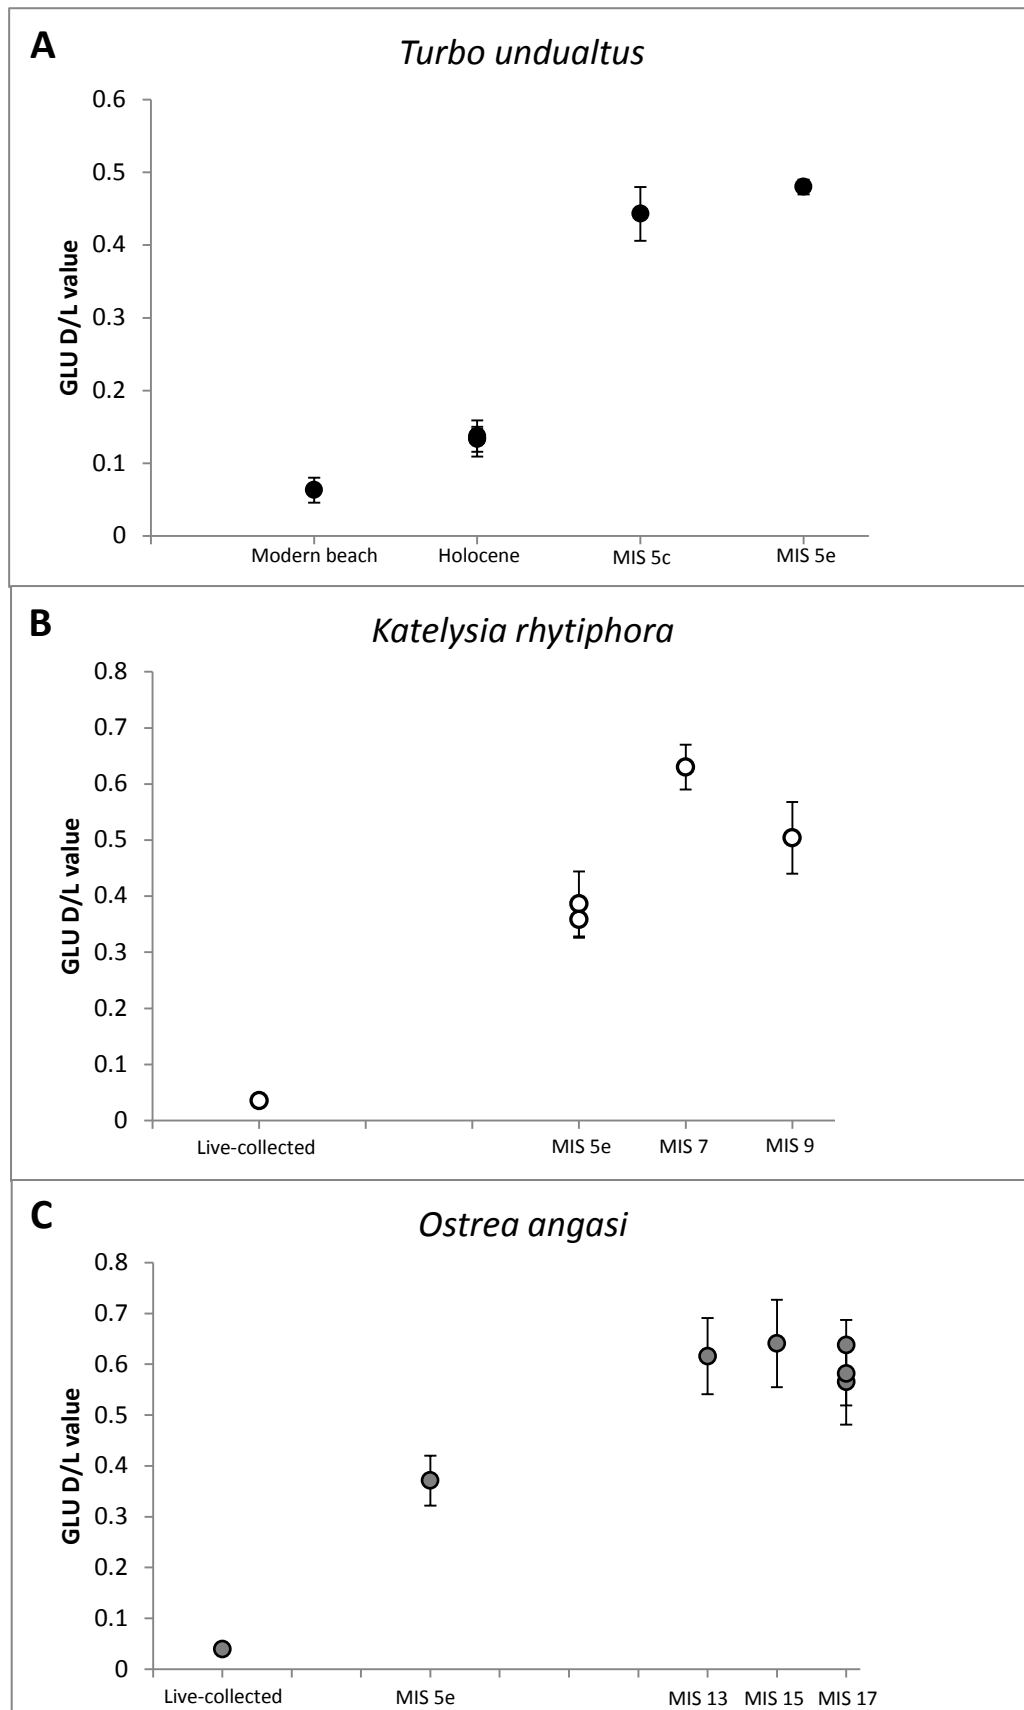 A
Turbo undualtus
0.6
0.5
0.4
0.3
0.2
0.1
0
GLU D/L value
Modern beach Holocene MIS 5c MIS 5e
B
Katelysia rhytiphora
0.8
0.7
0.6
0.5
0.4
0.3
0.2
0.1
0
GLU D/L value
Live-collected MIS 5e MIS 7 MIS 9
C
Ostrea angasi
0.8
0.7
0.6
0.5
0.4
0.3
0.2
0.1
0
GLU D/L value
Live-collected MIS 5e MIS 13 MIS 15 MIS 17